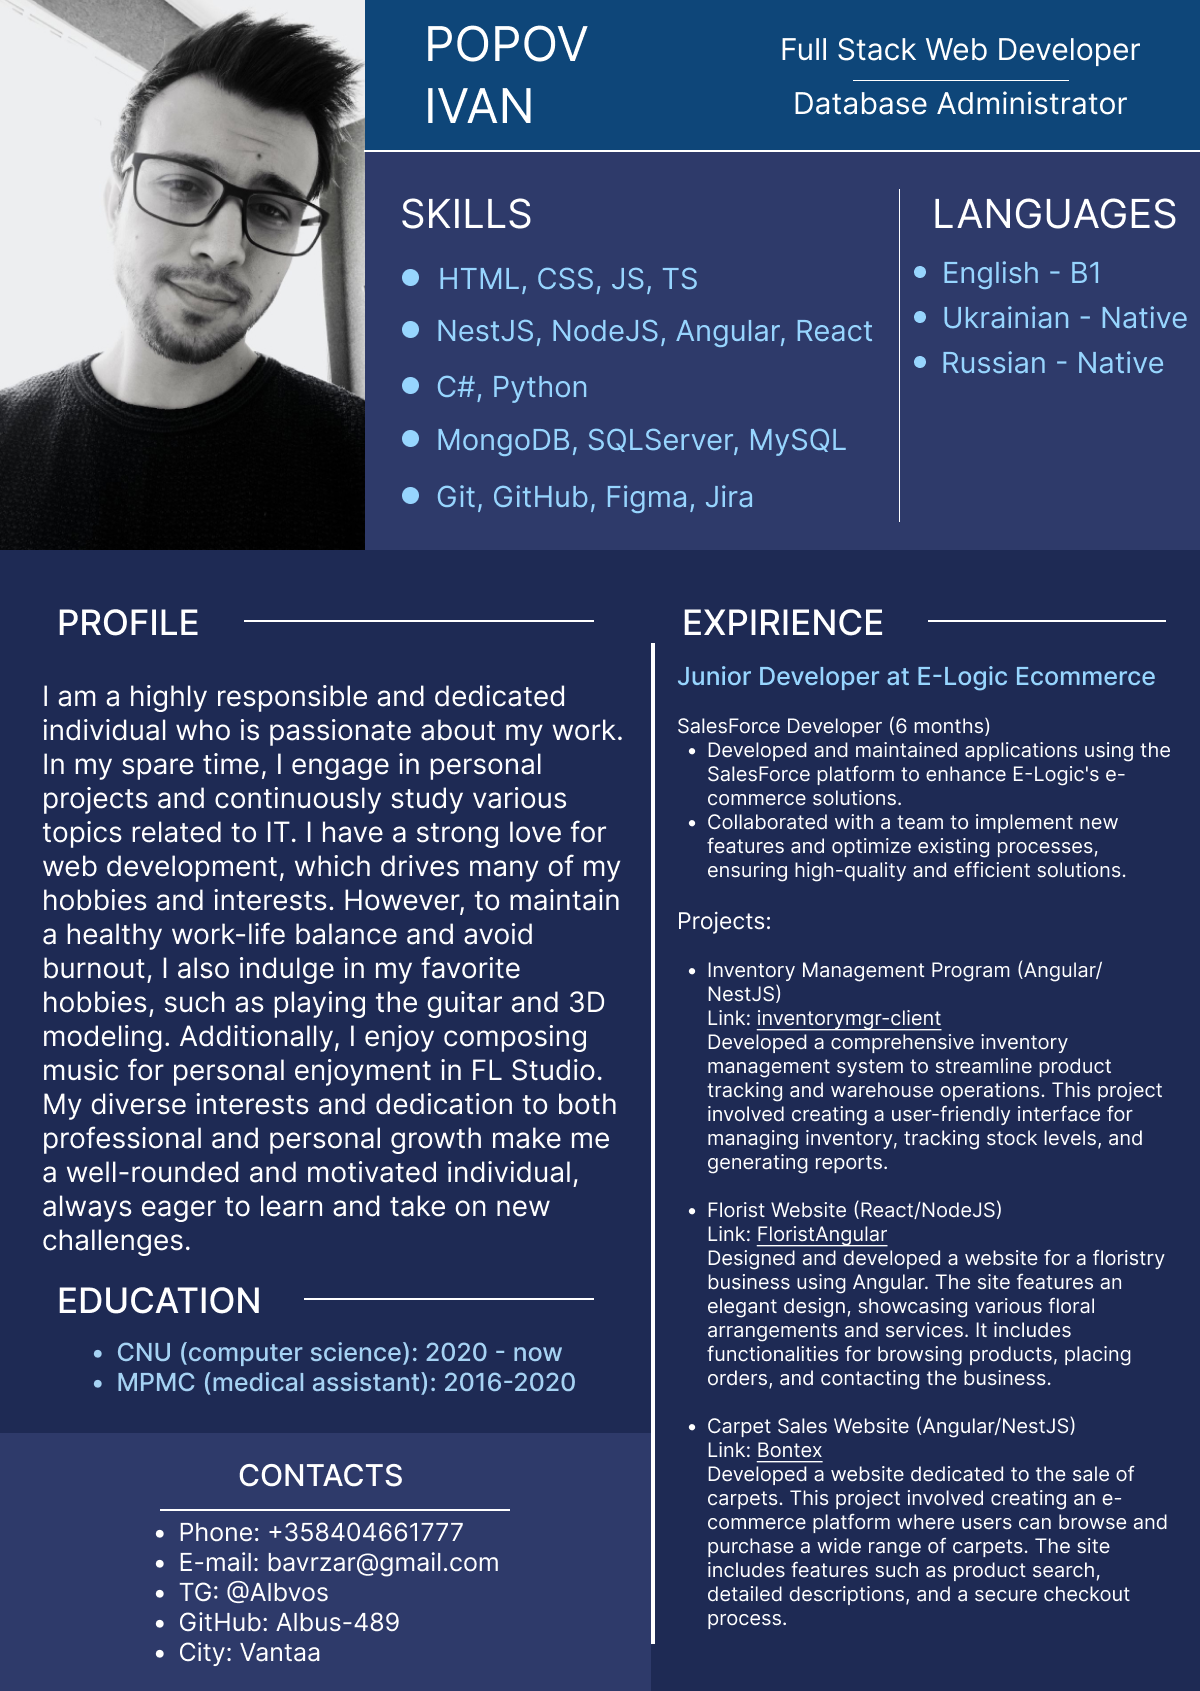 POPOV
IVAN
Full Stack Web Developer
Database Administrator
SKILLS
HTML, CSS, JS, TS
NestJS, NodeJS, Angular, React
C#, Python
MongoDB, SQLServer, MySQL
Git, GitHub, Figma, Jira
LANGUAGES
English - B1
Ukrainian - Native
Russian - Native
PROFILE
I am a highly responsible and dedicated
individual who is passionate about my work.
In my spare time, I engage in personal
projects and continuously study various
topics related to IT. I have a strong love for
web development, which drives many of my
hobbies and interests. However, to maintain
a healthy work-life balance and avoid
burnout, I also indulge in my favorite
hobbies, such as playing the guitar and 3D
modeling. Additionally, I enjoy composing
music for personal enjoyment in FL Studio.
My diverse interests and dedication to both
professional and personal growth make me
a well-rounded and motivated individual,
always eager to learn and take on new
challenges.
EDUCATION
• CNU (computer science): 2020 - now
• MPMC (medical assistant): 2016-2020
CONTACTS
• Phone: +358404661777
• E-mail: bavrzar@gmail.com
• TG: @Albvos
• GitHub: Albus-489
• City: Vantaa
EXPIRIENCE
Junior Developer at E-Logic Ecommerce
SalesForce Developer (6 months)
• Developed and maintained applications using the
SalesForce platform to enhance E-Logic's e-
commerce solutions.
• Collaborated with a team to implement new
features and optimize existing processes,
ensuring high-quality and efficient solutions.
Projects:
• Inventory Management Program (Angular/
NestJS)
Link: inventorymgr-client
Developed a comprehensive inventory
management system to streamline product
tracking and warehouse operations. This project
involved creating a user-friendly interface for
managing inventory, tracking stock levels, and
generating reports.
• Florist Website (React/NodeJS)
Link: FloristAngular
Designed and developed a website for a floristry
business using Angular. The site features an
elegant design, showcasing various floral
arrangements and services. It includes
functionalities for browsing products, placing
orders, and contacting the business.
• Carpet Sales Website (Angular/NestJS)
Link: Bontex
Developed a website dedicated to the sale of
carpets. This project involved creating an e-
commerce platform where users can browse and
purchase a wide range of carpets. The site
includes features such as product search,
detailed descriptions, and a secure checkout
process.